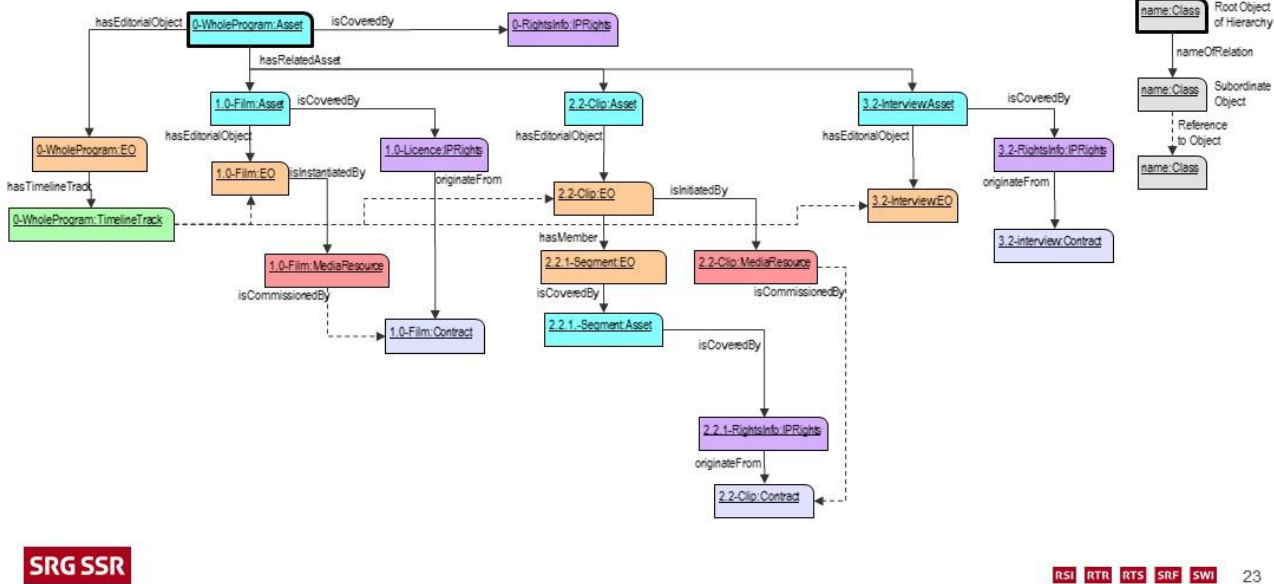 hasEditorialObject
0-WholeProgram:Asset
isCoveredBy
0-RightsInfo:IPRights
name:Class
Root Object
of Hierarchy
nameOfRelation
hasRelatedAsset
1.0-Film:Asset
isCoveredBy
2.2-Clip:Asset
3.2-Interview:Asset
isCoveredBy
name:Class
Subordinate
Object
Reference
to Object
hasEditorialObject
hasEditorialObject
hasEditorialObject
0-WholeProgram:EO
1.0-Licence:IPRights
3.2-RightsInfo:IPRights
name:Class
1.0-Film:EO
isInstantiatedBy
originateFrom
originateFrom
hasTimelineTrack
2.2-Clip:EO
isInitiatedBy
3.2-Interview:EO
0-WholeProgram:TimelineTrack
hasMember
3.2-interview:Contract
1.0-Film:MediaResource
2.2.1-Segment:EO
2.2-Clip:MediaResource
isCommissionedBy
isCoveredBy
isCommissionedBy
1.0-Film:Contract
2.2.1.-Segment:Asset
isCoveredBy
2.2.1-RightsInfo:IPRights
originateFrom
2.2-Clip:Contract
SRG SSR
RSI RTR RTS SRF SWI 23